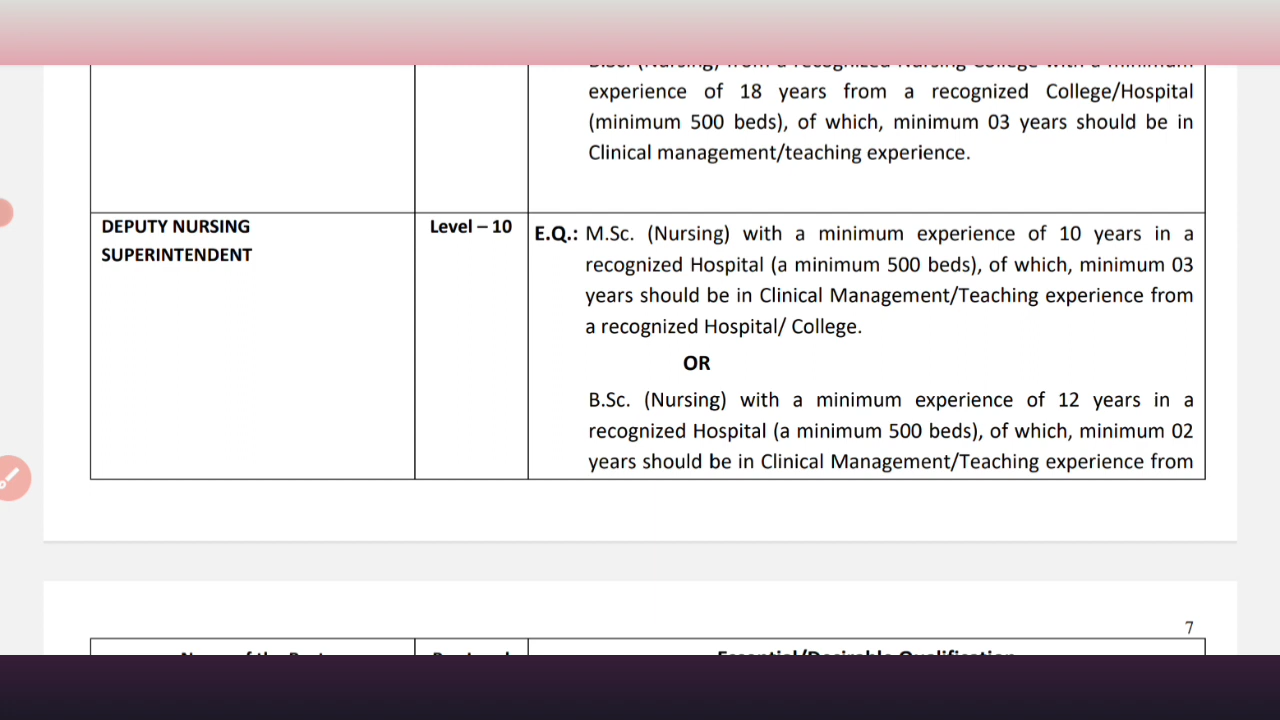 experience of 18 years from a recognized College/Hospital
(minimum 500 beds), of which, minimum 03 years should be in
Clinical management/teaching experience.
DEPUTY NURSING
SUPERINTENDENT
Level – 10
E.Q.: M.Sc. (Nursing) with a minimum experience of 10 years in a
recognized Hospital (a minimum 500 beds), of which, minimum 03
years should be in Clinical Management/Teaching experience from
a recognized Hospital/ College.
OR
B.Sc. (Nursing) with a minimum experience of 12 years in a
recognized Hospital (a minimum 500 beds), of which, minimum 02
years should be in Clinical Management/Teaching experience from
7